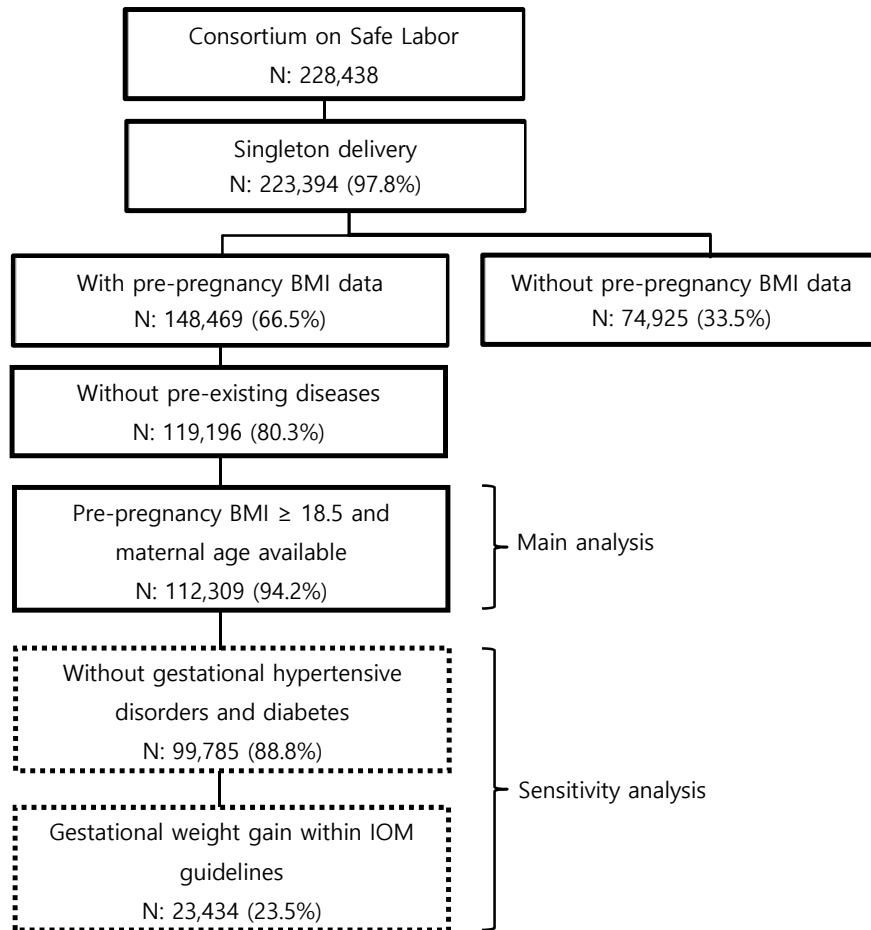 Consortium on Safe Labor
N: 228,438
Singleton delivery
N: 223,394 (97.8%)
With pre-pregnancy BMI data
N: 148,469 (66.5%)
Without pre-pregnancy BMI data
N: 74,925 (33.5%)
Without pre-existing diseases
N: 119,196 (80.3%)
Pre-pregnancy BMI ≥ 18.5 and
maternal age available
N: 112,309 (94.2%)
Main analysis
Without gestational hypertensive
disorders and diabetes
N: 99,785 (88.8%)
Sensitivity analysis
Gestational weight gain within IOM
guidelines
N: 23,434 (23.5%)